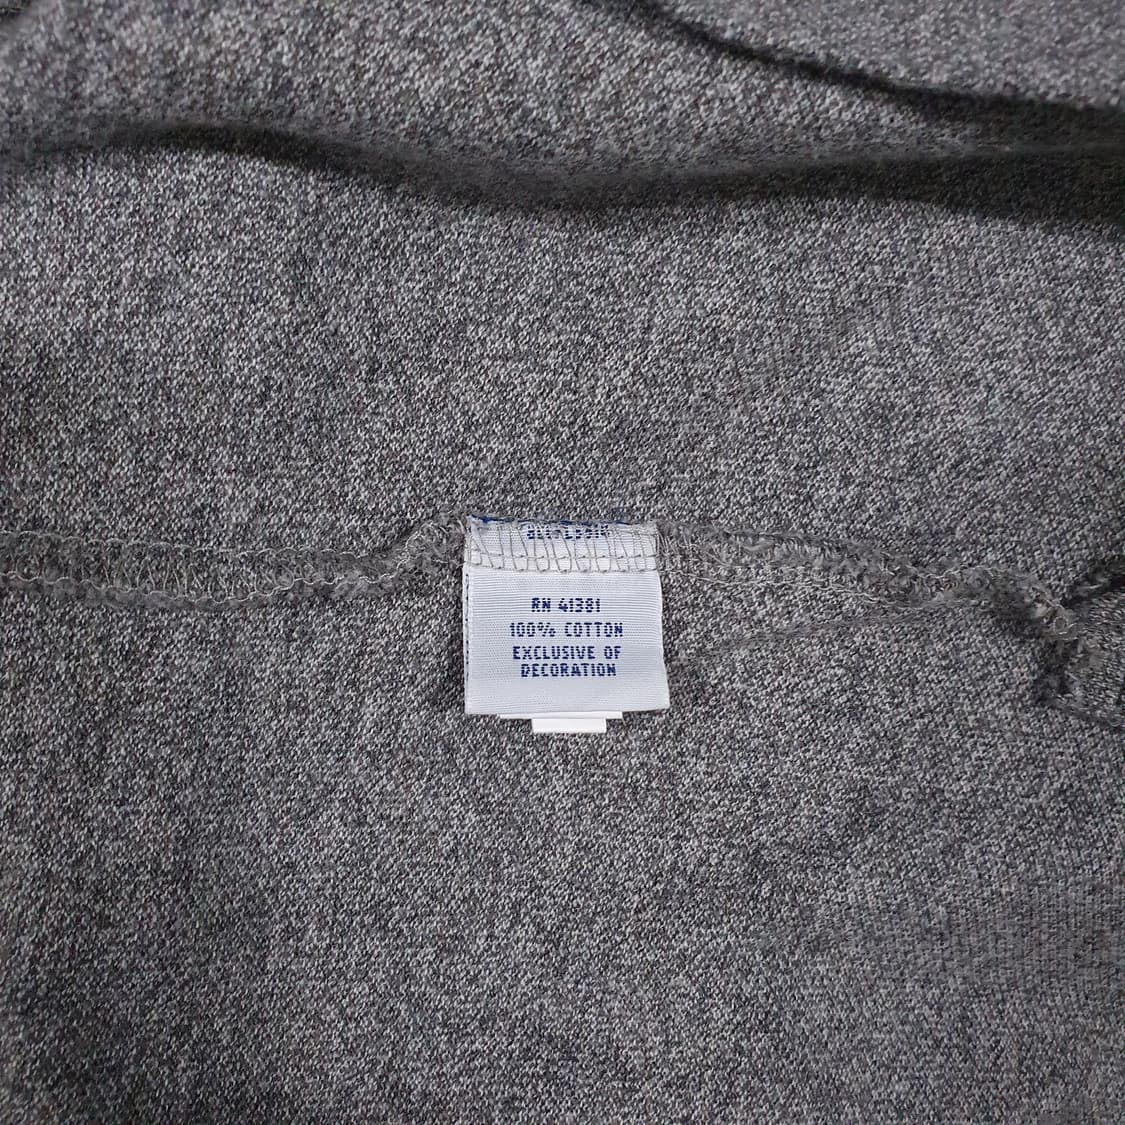 RN 41381
100% COTTON
EXCLUSIVE OF
DECORATION